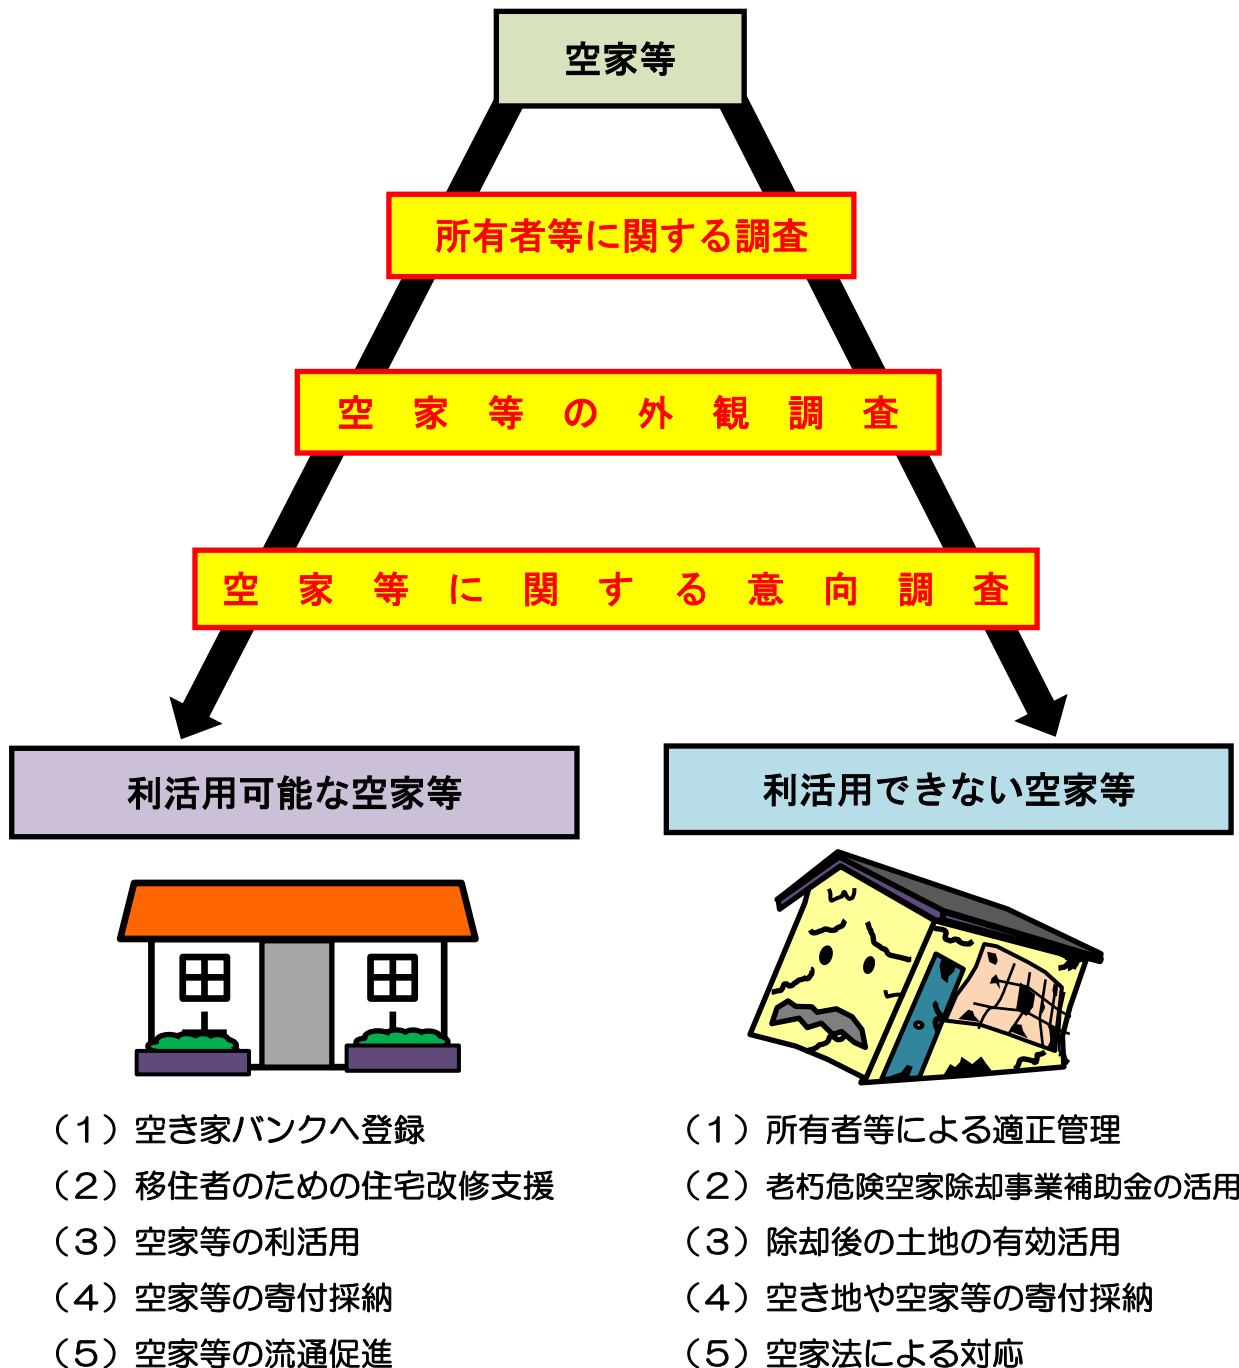 空家等
所有者等に関する調査
空家等の外観調査
空家等に関する意向調査
利活用可能な空家等
利活用できない空家等
（１）空き家バンクへ登録
（２）移住者のための住宅改修支援
（３）空家等の利活用
（４）空家等の寄付採納
（５）空家等の流通促進
（１）所有者等による適正管理
（２）老朽危険空家除却事業補助金の活用
（３）除却後の土地の有効活用
（４）空き地や空家等の寄付採納
（５）空家法による対応